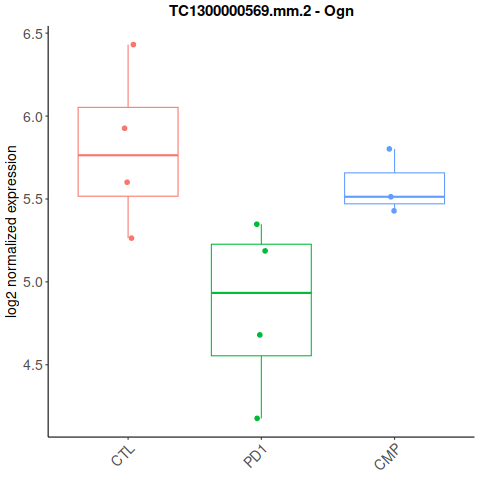 TC1300000569.mm.2 - Ogn
log2 normalized expression
6.5
6.0
5.5
5.0
4.5
CTL
PD1
CMP